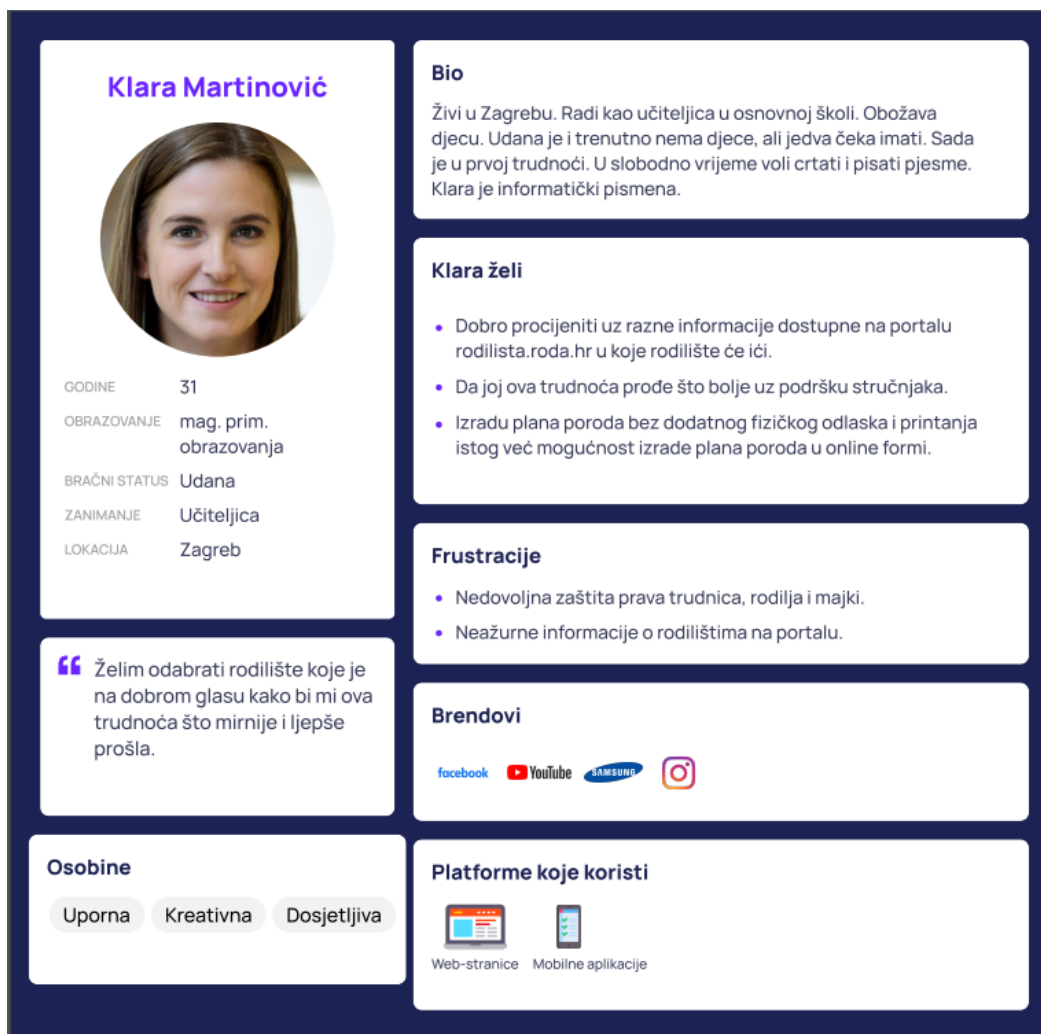 Klara Martinović
GODINE 31
OBRAZOVANJE mag. prim.
obrazovanja
BRAČNI STATUS Udana
ZANIMANJE Učiteljica
LOKACIJA Zagreb
Želim odabrati rodilište koje je
na dobrom glasu kako bi mi ova
trudnoća što mirnije i ljepše
prošla.
Osobine
Uporna Kreativna Dosjetljiva
Bio
Živi u Zagrebu. Radi kao učiteljica u osnovnoj školi. Obožava
djecu. Udana je i trenutno nema djece, ali jedva čeka imati. Sada
je u prvoj trudnoći. U slobodno vrijeme voli crtati i pisati pjesme.
Klara je informatički pismena.
Klara želi
• Dobro procijeniti uz razne informacije dostupne na portalu
rodilista.roda.hr u koje rodilište će ići.
• Da joj ova trudnoća prođe što bolje uz podršku stručnjaka.
• Izradu plana poroda bez dodatnog fizičkog odlaska i printanja
istog već mogućnost izrade plana poroda u online formi.
Frustracije
• Nedovoljna zaštita prava trudnica, rodilja i majki.
• Neažurne informacije o rodilištima na portalu.
Brendovi
facebook YouTube SAMSUNG
Platforme koje koristi
Web-stranice Mobilne aplikacije